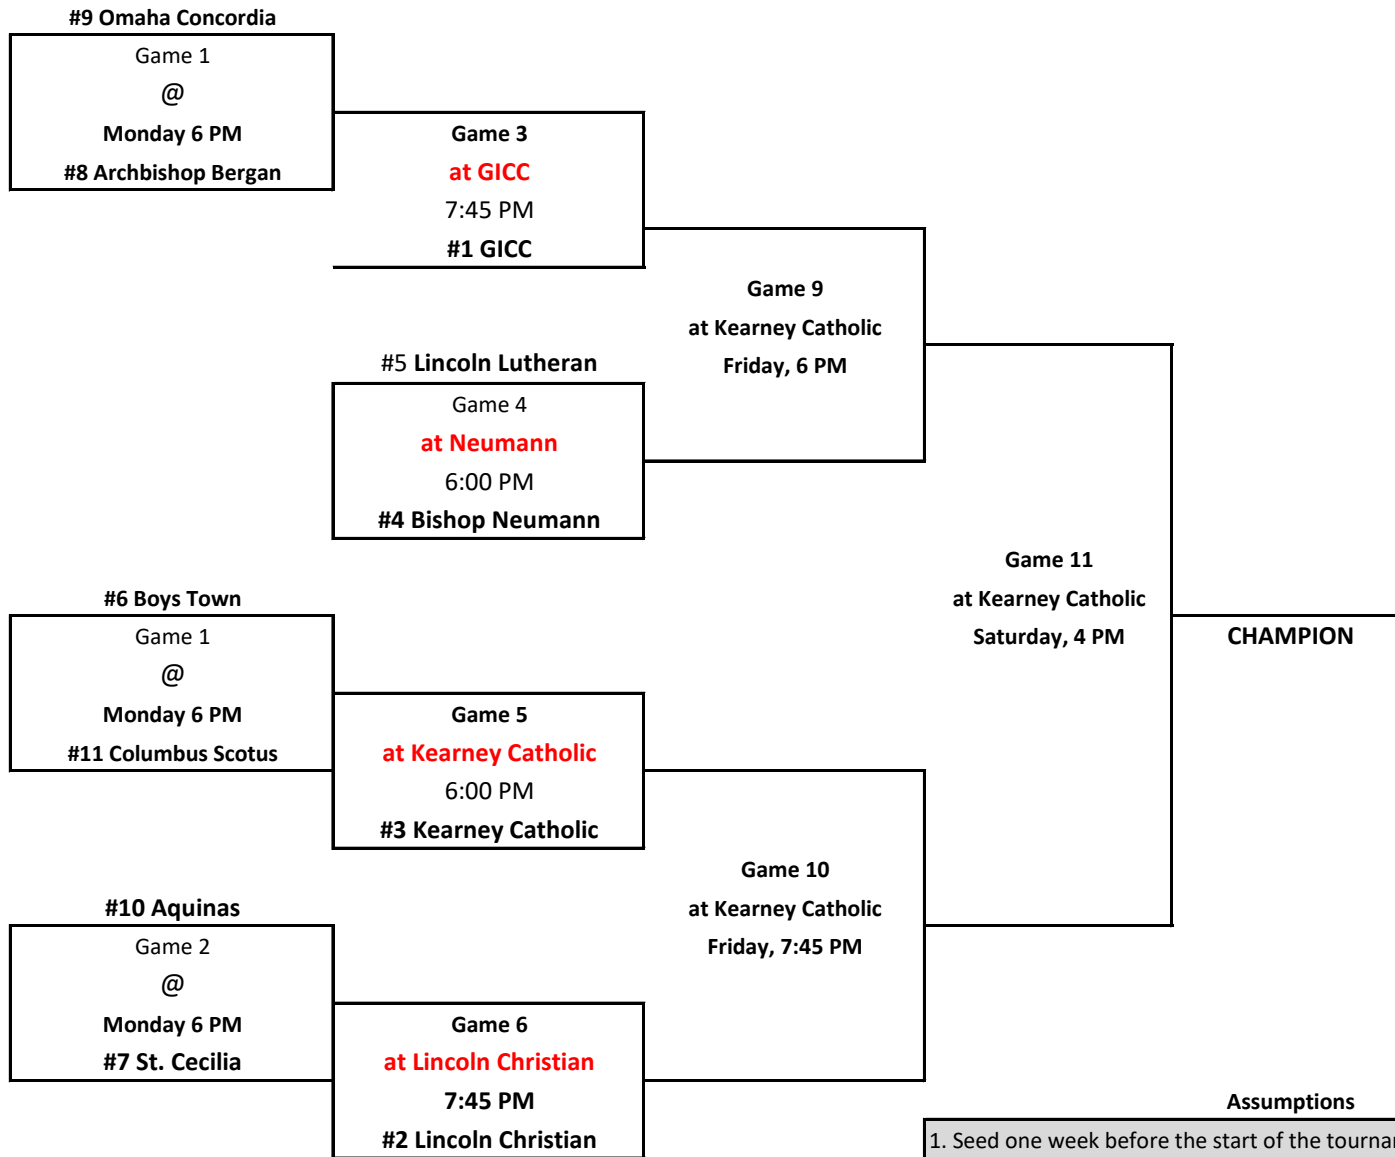 #9 Omaha Concordia
Game 1
@
Monday 6 PM
#8 Archbishop Bergan
Game 3
at GICC
7:45 PM
#1 GICC
Game 9
at Kearney Catholic
Friday, 6 PM
#5 Lincoln Lutheran
Game 4
at Neumann
6:00 PM
#4 Bishop Neumann
Game 11
at Kearney Catholic
Saturday, 4 PM
CHAMPION
#6 Boys Town
Game 1
@
Monday 6 PM
#11 Columbus Scotus
Game 5
at Kearney Catholic
6:00 PM
#3 Kearney Catholic
Game 10
at Kearney Catholic
Friday, 7:45 PM
#10 Aquinas
Game 2
@
Monday 6 PM
#7 St. Cecilia
Game 6
at Lincoln Christian
7:45 PM
#2 Lincoln Christian
Assumptions
1. Seed one week before the start of the